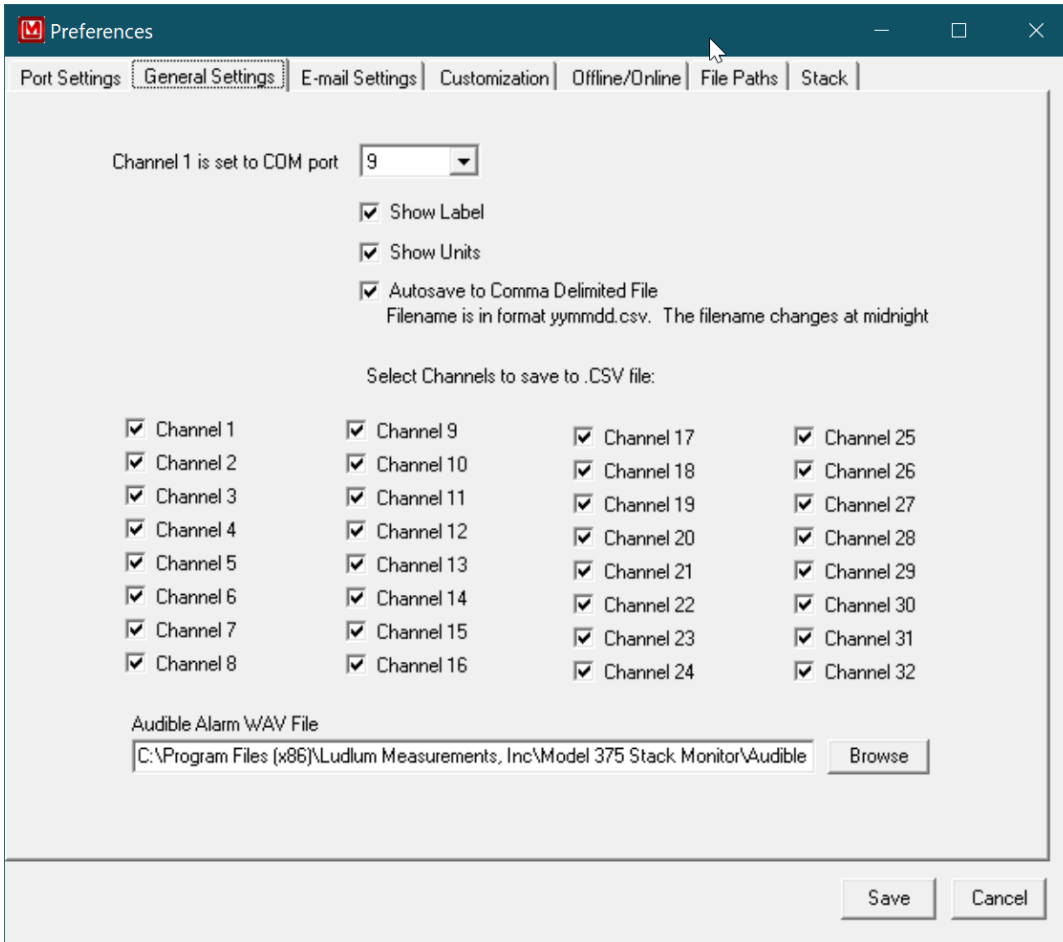 Preferences
Port Settings General Settings E-mail Settings Customization Offline/Online File Paths Stack
Channel 1 is set to COM port 9
Show Label
Show Units
Autosave to Comma Delimited File
Filename is in format yymmdd.csv. The filename changes at midnight
Select Channels to save to .CSV file:
Channel 1 Channel 9 Channel 17 Channel 25
Channel 2 Channel 10 Channel 18 Channel 26
Channel 3 Channel 11 Channel 19 Channel 27
Channel 4 Channel 12 Channel 20 Channel 28
Channel 5 Channel 13 Channel 21 Channel 29
Channel 6 Channel 14 Channel 22 Channel 30
Channel 7 Channel 15 Channel 23 Channel 31
Channel 8 Channel 16 Channel 24 Channel 32
Audible Alarm WAV File
C:\Program Files (x86)\Ludlum Measurements, Inc\Model 375 Stack Monitor\Audible Browse
Save Cancel